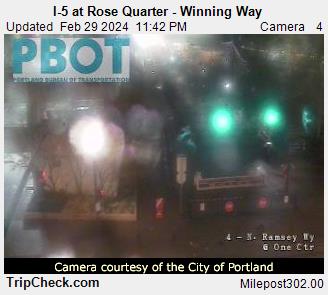 I-5 at Rose Quarter - Winning Way
Updated Feb 29 2024 11:42 PM Camera 4
PBOT
PORTLAND BUREAU OF TRANSPORTATION
4 - N. Ramsey Wy
@ One Ctr
Camera courtesy of the City of Portland
TripCheck.com Milepost302.00